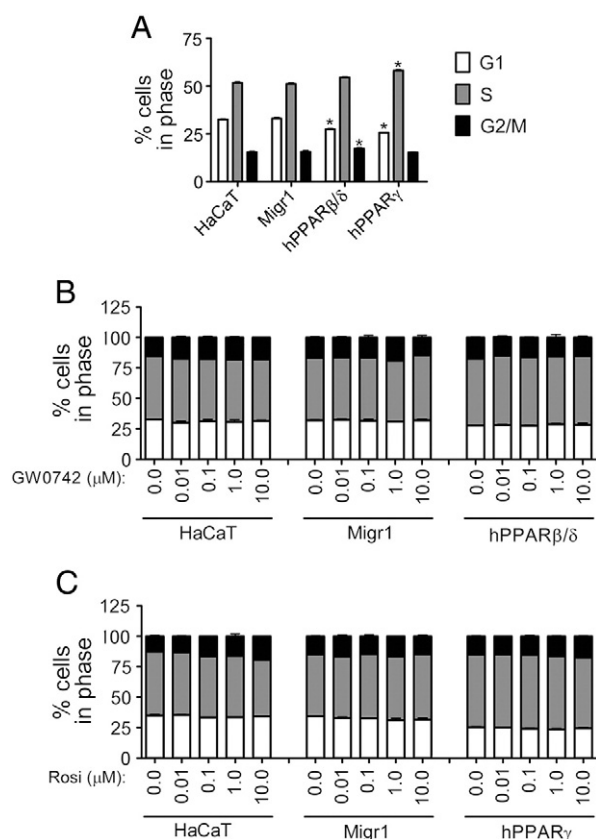 A
% cells
in phase
75
50
25
0
* * * *
G1
S
G2/M
HaCaT Migr1 hPPARβ/δ hPPARγ
B
% cells
in phase
125
100
75
50
25
0
GW0742 (μM): 0.0 0.01 0.1 1.0 10.0 0.0 0.01 0.1 1.0 10.0 0.0 0.01 0.1 1.0 10.0
HaCaT Migr1 hPPARβ/δ
C
% cells
in phase
125
100
75
50
25
0
Rosi (μM): 0.0 0.01 0.1 1.0 10.0 0.0 0.01 0.1 1.0 10.0 0.0 0.01 0.1 1.0 10.0
HaCaT Migr1 hPPARγ